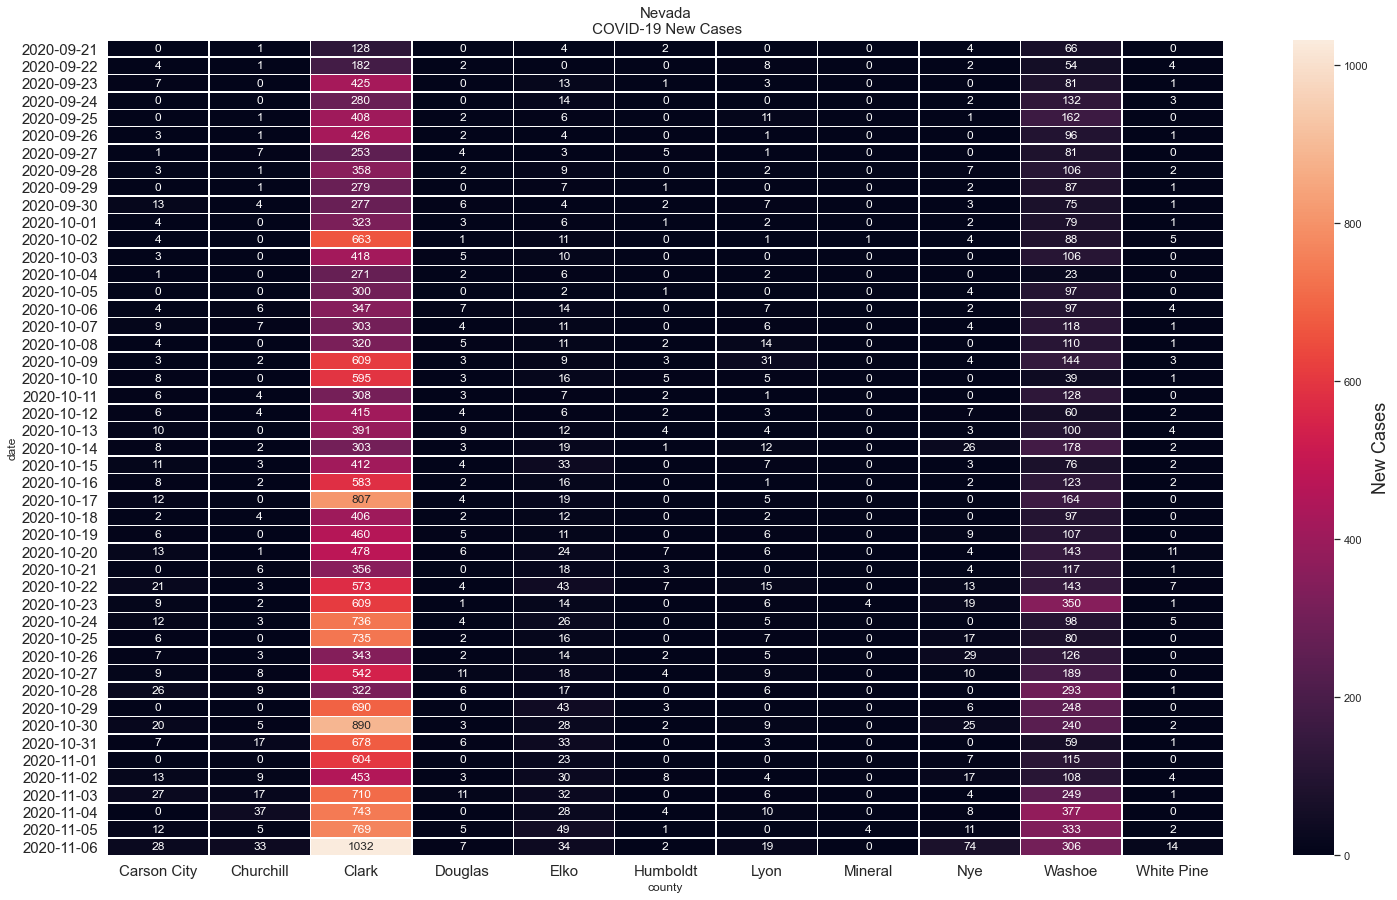 Nevada
COVID-19 New Cases
2020-09-21 0 1 128 0 4 2 0 0 4 66 0
2020-09-22 4 1 182 2 0 0 8 0 2 54 4
2020-09-23 7 0 425 0 13 1 3 0 0 81 1
2020-09-24 0 0 280 0 14 0 0 0 2 132 3
2020-09-25 0 1 408 2 6 0 11 0 1 162 0
2020-09-26 3 1 426 2 4 0 1 0 0 96 1
2020-09-27 1 7 253 4 3 5 1 0 0 81 0
2020-09-28 3 1 358 2 9 0 2 0 7 106 2
2020-09-29 0 1 279 0 7 1 0 0 2 87 1
2020-09-30 13 4 277 6 4 2 7 0 3 75 1
2020-10-01 4 0 323 3 6 1 2 0 2 79 1
2020-10-02 4 0 663 1 11 0 1 1 4 88 5
2020-10-03 3 0 418 5 10 0 0 0 0 106 0
2020-10-04 1 0 271 2 6 0 2 0 0 23 0
2020-10-05 0 0 300 0 2 1 0 0 4 97 0
2020-10-06 4 6 347 7 14 0 7 0 2 97 4
2020-10-07 9 7 303 4 11 0 6 0 4 118 1
2020-10-08 4 0 320 5 11 2 14 0 0 110 1
2020-10-09 3 2 609 3 9 3 31 0 4 144 3
2020-10-10 8 0 595 3 16 5 5 0 0 39 1
2020-10-11 6 4 308 3 7 2 1 0 0 128 0
2020-10-12 6 4 415 4 6 2 3 0 7 60 2
2020-10-13 10 0 391 9 12 4 4 0 3 100 4
2020-10-14 8 2 303 3 19 1 12 0 26 178 2
2020-10-15 11 3 412 4 33 0 7 0 3 76 2
2020-10-16 8 2 583 2 16 0 1 0 2 123 2
2020-10-17 12 0 807 4 19 0 5 0 0 164 0
2020-10-18 2 4 406 2 12 0 2 0 0 97 0
2020-10-19 6 0 460 5 11 0 6 0 9 107 0
2020-10-20 13 1 478 6 24 7 6 0 4 143 11
2020-10-21 0 6 356 0 18 3 0 0 4 117 1
2020-10-22 21 3 573 4 43 7 15 0 13 143 7
2020-10-23 9 2 609 1 14 0 6 4 19 350 1
2020-10-24 12 3 736 4 26 0 5 0 0 98 5
2020-10-25 6 0 735 2 16 0 7 0 17 80 0
2020-10-26 7 3 343 2 14 2 5 0 29 126 0
2020-10-27 9 8 542 11 18 4 9 0 10 189 0
2020-10-28 26 9 322 6 17 0 6 0 0 293 1
2020-10-29 0 0 690 0 43 3 0 0 6 248 0
2020-10-30 20 5 890 3 28 2 9 0 25 240 2
2020-10-31 7 17 678 6 33 0 3 0 0 59 1
2020-11-01 0 0 604 0 23 0 0 0 7 115 0
2020-11-02 13 9 453 3 30 8 4 0 17 108 4
2020-11-03 27 17 710 11 32 0 6 0 4 249 1
2020-11-04 0 37 743 0 28 4 10 0 8 377 0
2020-11-05 12 5 769 5 49 1 0 4 11 333 2
2020-11-06 28 33 1032 7 34 2 19 0 74 306 14
Carson City Churchill Clark Douglas Elko Humboldt Lyon Mineral Nye Washoe White Pine
county
date
1000
800
600
400
200
0
New Cases